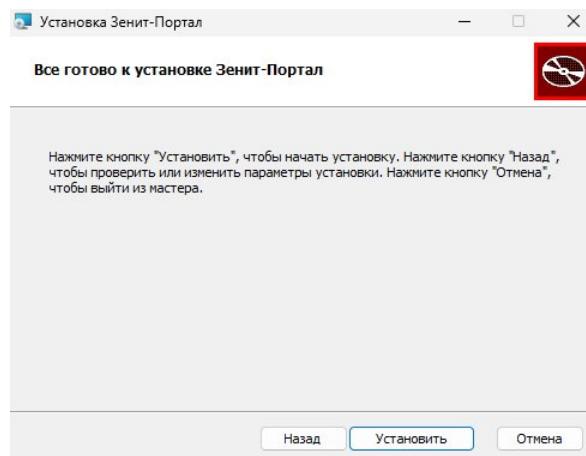 Установка Зенит-Портал
Все готово к установке Зенит-Портал
Нажмите кнопку "Установить", чтобы начать установку. Нажмите кнопку "Назад",
чтобы проверить или изменить параметры установки. Нажмите кнопку "Отмена",
чтобы выйти из мастера.
Назад Установить Отмена